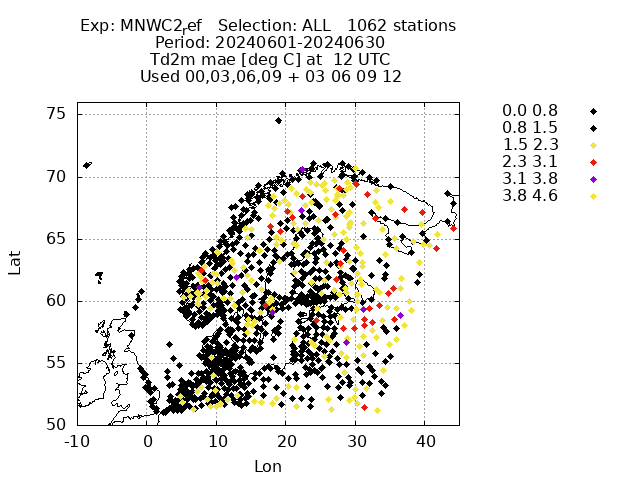 Exp: MNWC2ref   Selection: ALL   1062 stations
Period: 20240601-20240630
Td2m mae [deg C] at  12 UTC
Used 00,03,06,09 + 03 06 09 12
0.0 0.8
0.8 1.5
1.5 2.3
2.3 3.1
3.1 3.8
3.8 4.6
75
70
65
60
55
50
Lat
-10 0 10 20 30 40
Lon